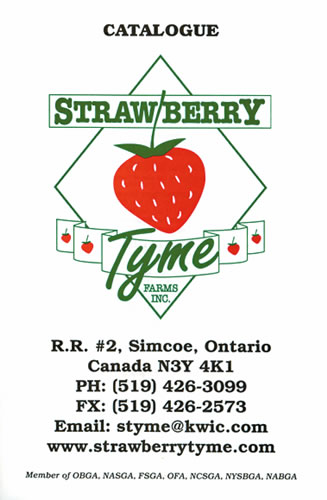 CATALOGUE
STRAWBERRY
Tyme
FARMS
INC.
R.R. #2, Simcoe, Ontario
Canada N3Y 4K1
PH: (519) 426-3099
FX: (519) 426-2573
Email: styme@kwic.com
www.strawberrytyme.com
Member of OBGA, NASGA, FSGA, OFA, NCSGA, NYSBGA, NABGA